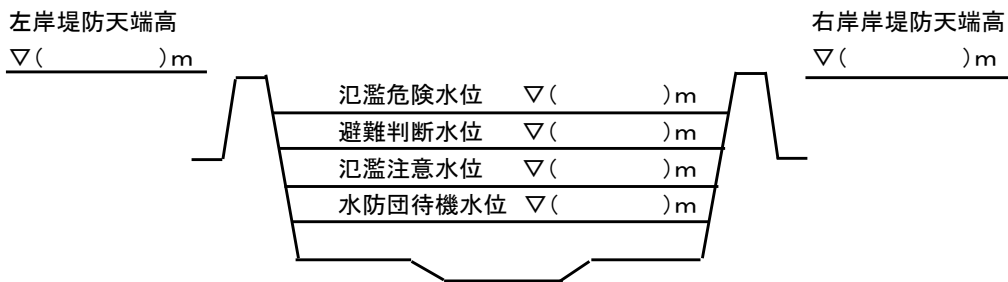 左岸堤防天端高
▽(　　　　)m
右岸岸堤防天端高
▽(　　　　)m
氾濫危険水位　▽(　　　　)m
避難判断水位　▽(　　　　)m
氾濫注意水位　▽(　　　　)m
水防団待機水位　▽(　　　　)m